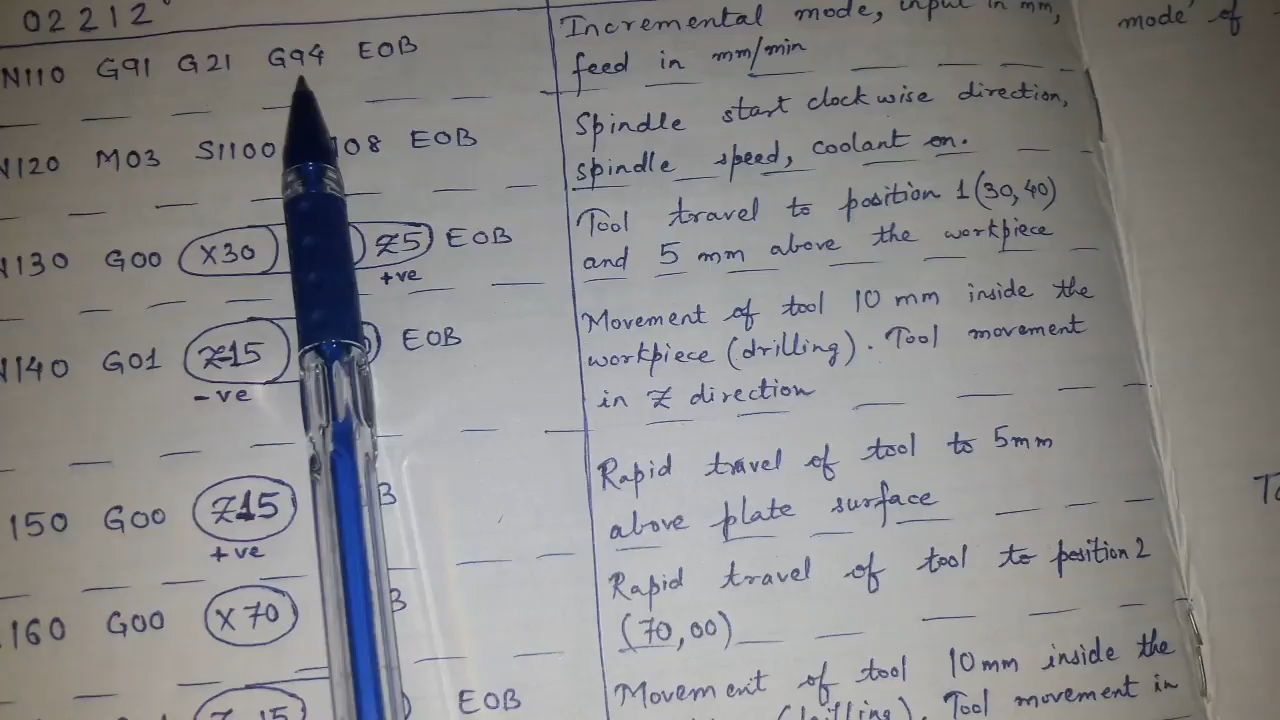 02212
N110 G91 G21 G94 EOB
Incremental mode, input in mm,
feed in mm/min
mode of
N120 M03 S1100 M08 EOB
Spindle start clockwise direction,
spindle speed, coolant on.
N130 G00 X30 Z5 EOB
+ve
Tool travel to position 1(30,40)
and 5 mm above the workpiece
N140 G01 Z-15 EOB
-ve
Movement of tool 10 mm inside the
workpiece (drilling). Tool movement
in Z direction
150 G00 Z15 B
+ve
Rapid travel of tool to 5mm
above plate surface
160 G00 X70 B
Rapid travel of tool to position 2
(70,00)
EOB
Movement of tool 10mm inside the
(drilling). Tool movement in